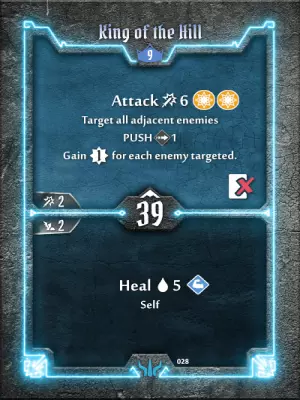 King of the Hill
9
Attack 6
Target all adjacent enemies
PUSH 1
Gain 1 for each enemy targeted.
2
2
39
Heal 5
Self
028